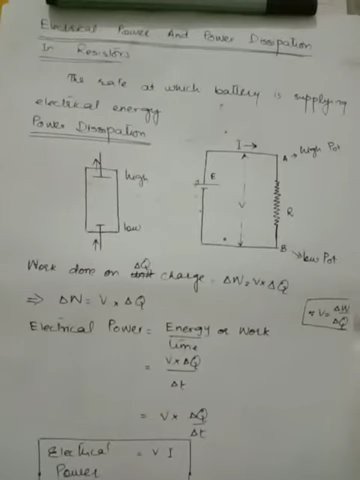 Electrical Power And Power Dissipation
In Resistors
The rate at which battery is supplying
electrical energy
Power Dissipation
high
low
I →
A → High Pot
E
V
R
B → low Pot
Work done on ΔQ charge = ΔW = V × ΔQ
⇒ ΔW = V × ΔQ
∵ V = ΔW/ΔQ
Electrical Power = Energy or Work
Time
= V × ΔQ
Δt
= V × ΔQ
Δt
Electrical = V I
Power